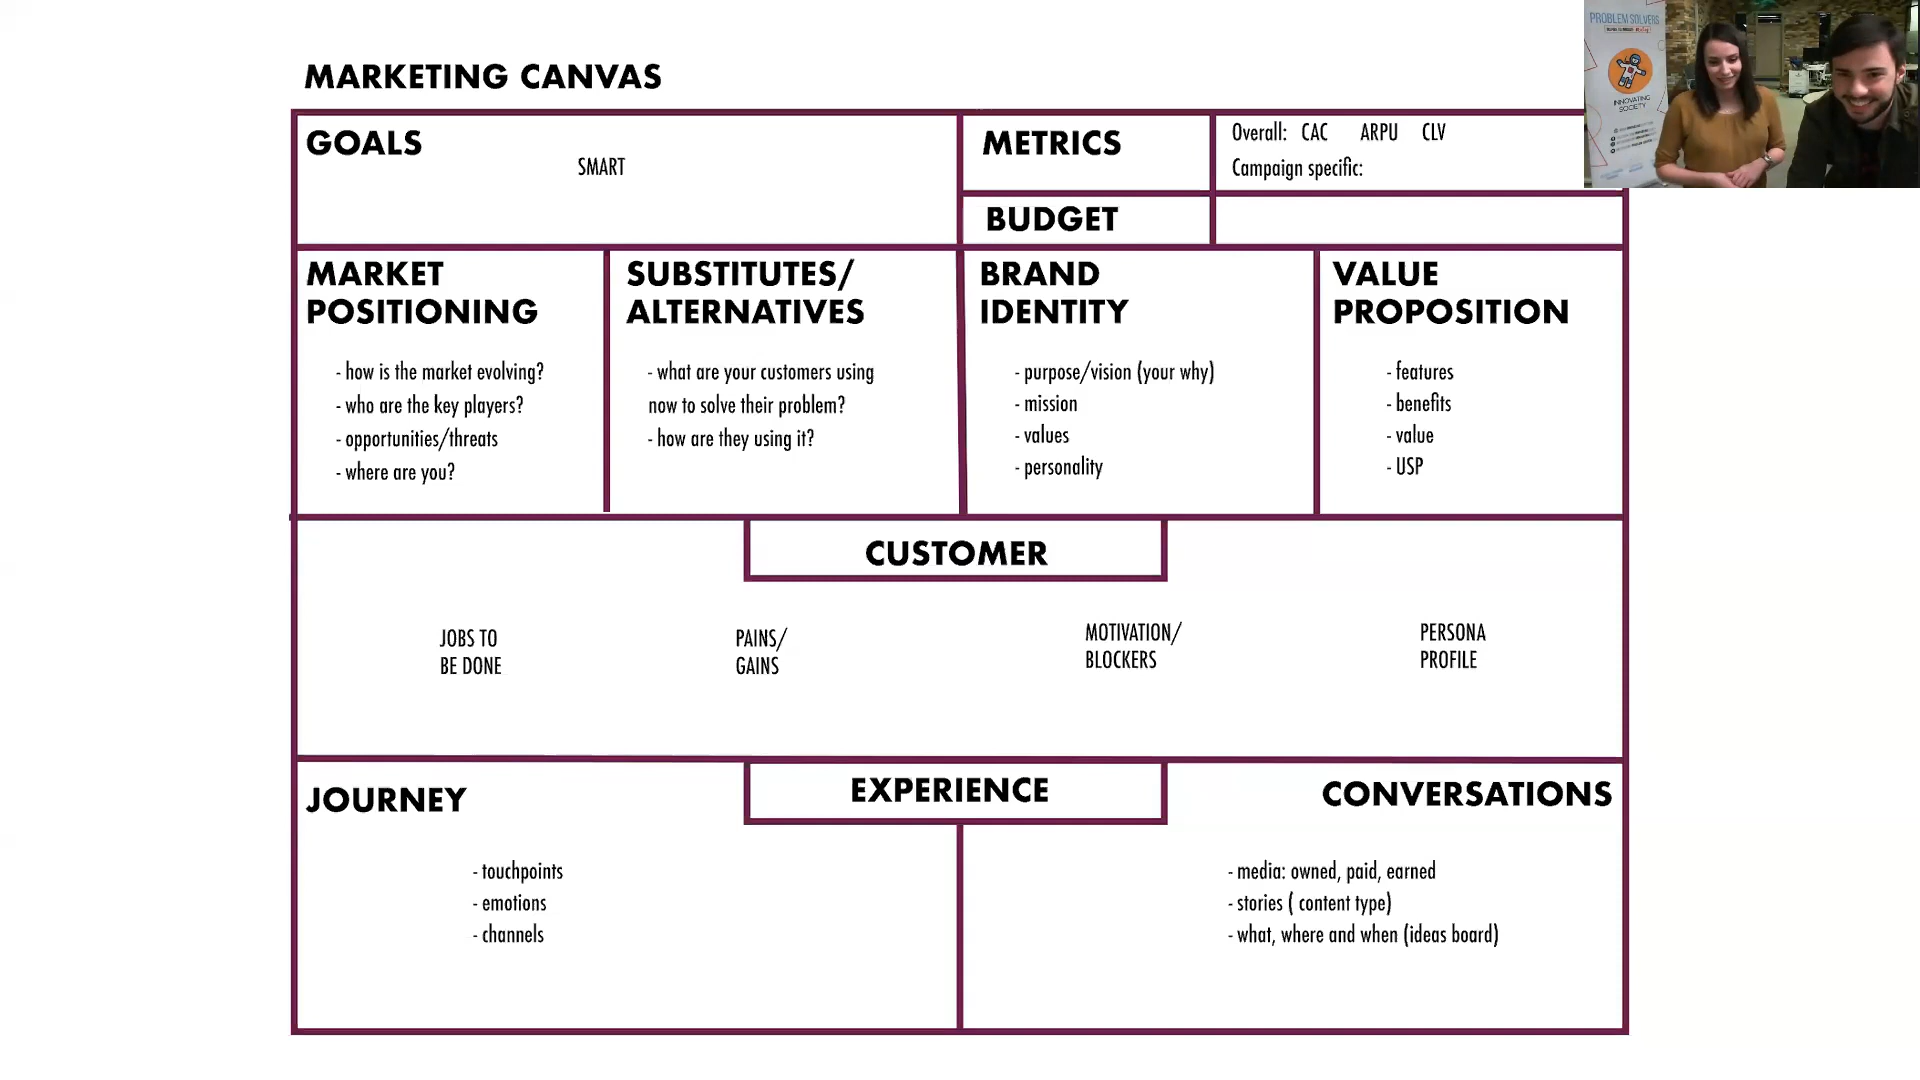 MARKETING CANVAS
GOALS
SMART
METRICS
Overall: CAC ARPU CLV
Campaign specific:
BUDGET
MARKET
POSITIONING
- how is the market evolving?
- who are the key players?
- opportunities/threats
- where are you?
SUBSTITUTES/
ALTERNATIVES
- what are your customers using
now to solve their problem?
- how are they using it?
BRAND
IDENTITY
- purpose/vision (your why)
- mission
- values
- personality
VALUE
PROPOSITION
- features
- benefits
- value
- USP
CUSTOMER
JOBS TO
BE DONE
PAINS/
GAINS
MOTIVATION/
BLOCKERS
PERSONA
PROFILE
EXPERIENCE
JOURNEY
- touchpoints
- emotions
- channels
CONVERSATIONS
- media: owned, paid, earned
- stories ( content type)
- what, where and when (ideas board)
PROBLEM SOLVERS
INNOVATING
SOCIETY